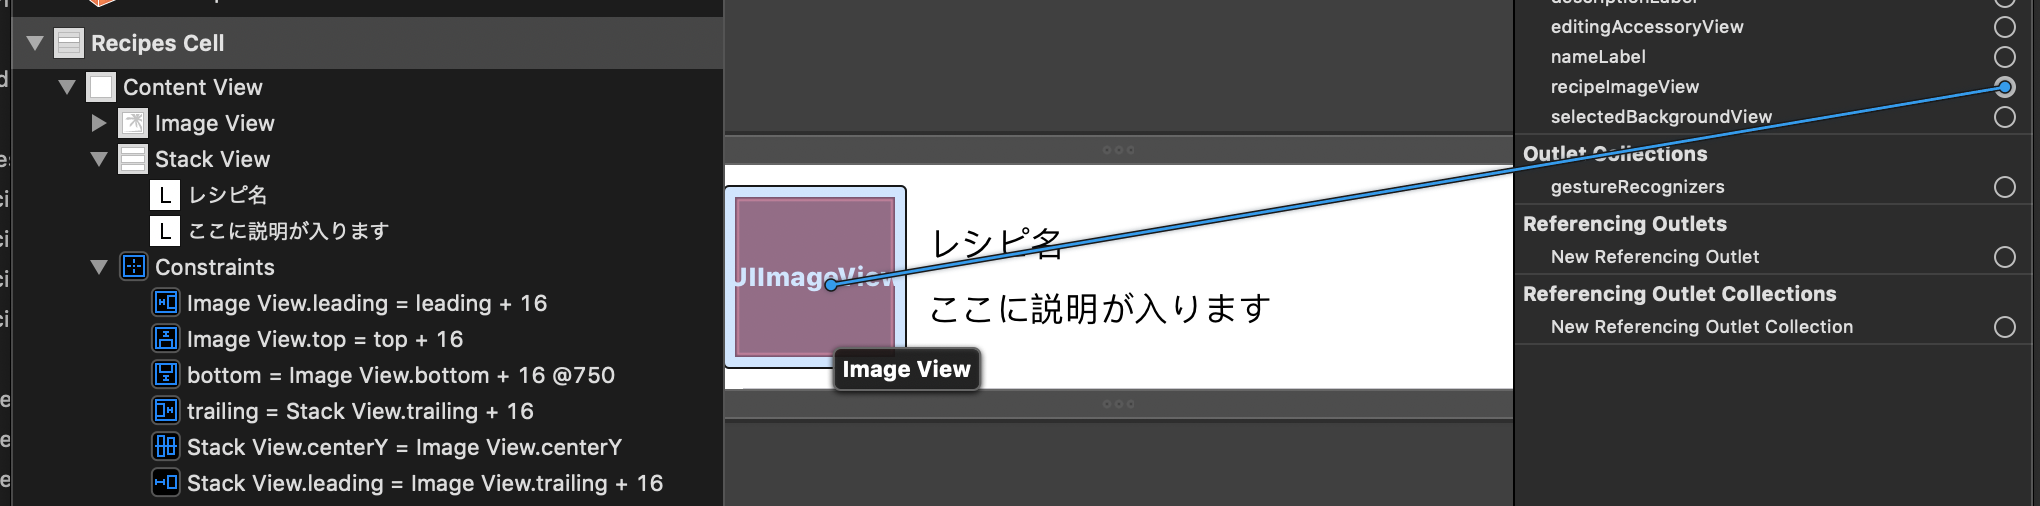 Recipes Cell
Content View
Image View
Stack View
L レシピ名
L ここに説明が入ります
Constraints
Image View.leading = leading + 16
Image View.top = top + 16
bottom = Image View.bottom + 16 @750
trailing = Stack View.trailing + 16
Stack View.centerY = Image View.centerY
Stack View.leading = Image View.trailing + 16
UIImageView
レシピ名
ここに説明が入ります
Image View
descriptionLabel
editingAccessoryView
nameLabel
recipeImageView
selectedBackgroundView
Outlet Collections
gestureRecognizers
Referencing Outlets
New Referencing Outlet
Referencing Outlet Collections
New Referencing Outlet Collection